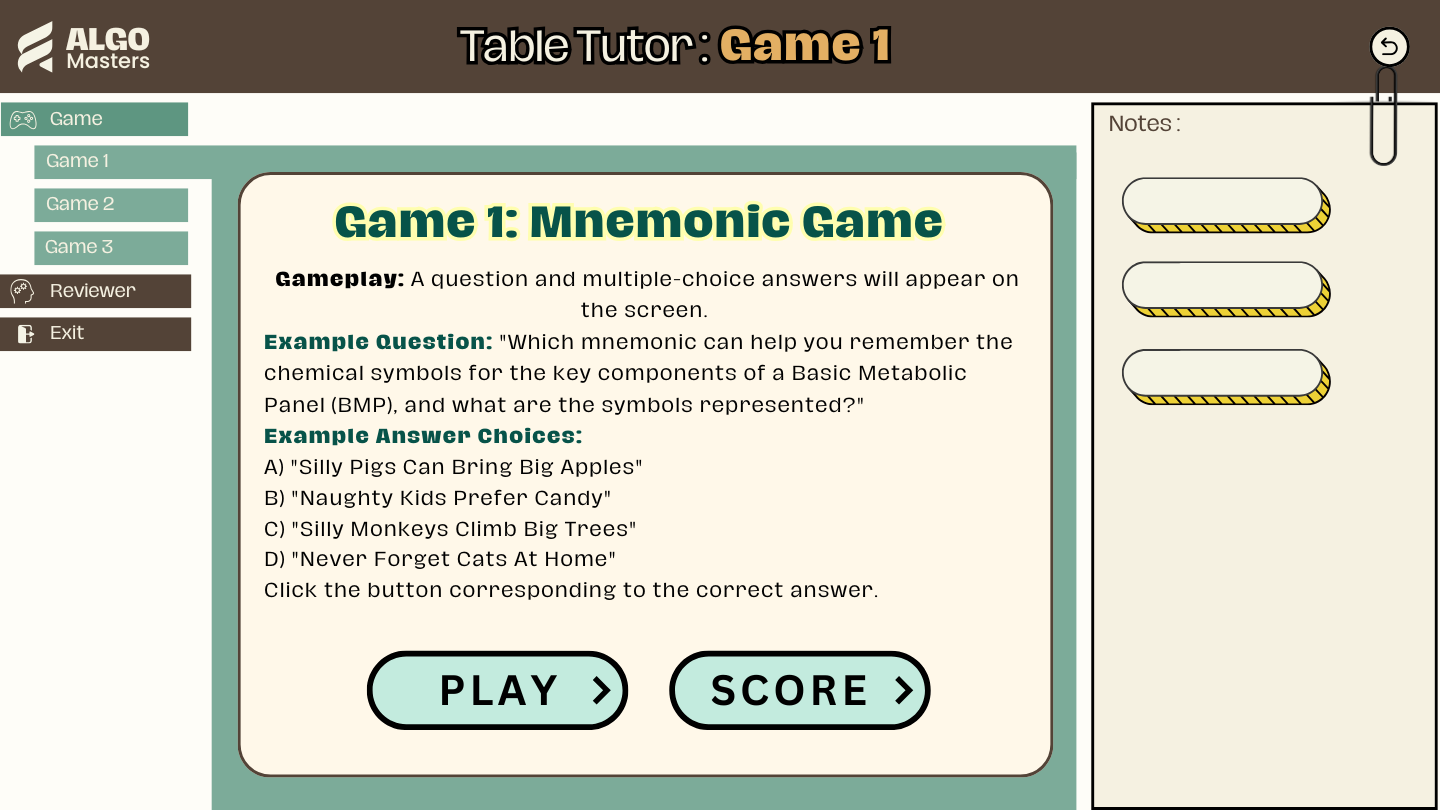 ALGO
Masters
Table Tutor : Game 1
Game
Game 1
Game 2
Game 3
Reviewer
Exit
Game 1: Mnemonic Game
Gameplay: A question and multiple-choice answers will appear on
the screen.
Example Question: "Which mnemonic can help you remember the
chemical symbols for the key components of a Basic Metabolic
Panel (BMP), and what are the symbols represented?"
Example Answer Choices:
A) "Silly Pigs Can Bring Big Apples"
B) "Naughty Kids Prefer Candy"
C) "Silly Monkeys Climb Big Trees"
D) "Never Forget Cats At Home"
Click the button corresponding to the correct answer.
PLAY
SCORE
Notes :